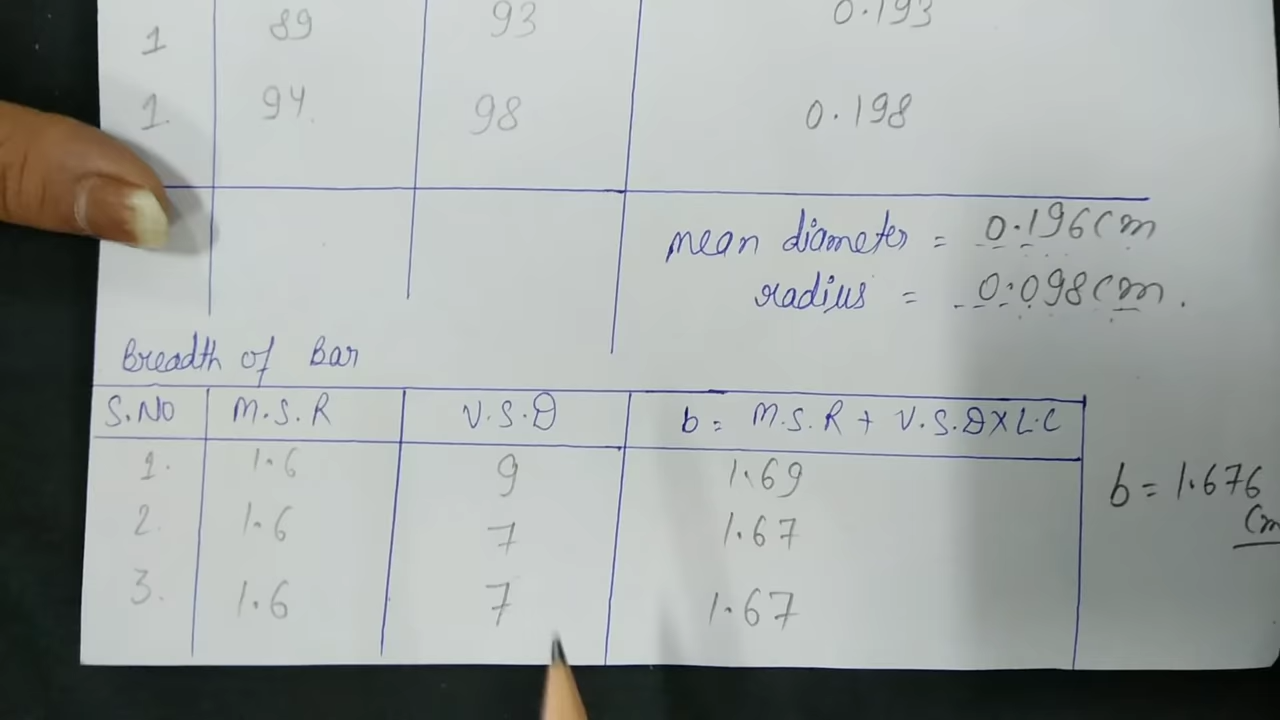 1 89 93 0.193
1. 94. 98 0.198
mean diameter = 0.196 cm
radius = 0.098 cm.
Breadth of Bar
S.No M.S.R V.S.D b = M.S.R + V.S.D X L.C
1. 1.6 9 1.69
2. 1.6 7 1.67
3. 1.6 7 1.67
b = 1.676
cm